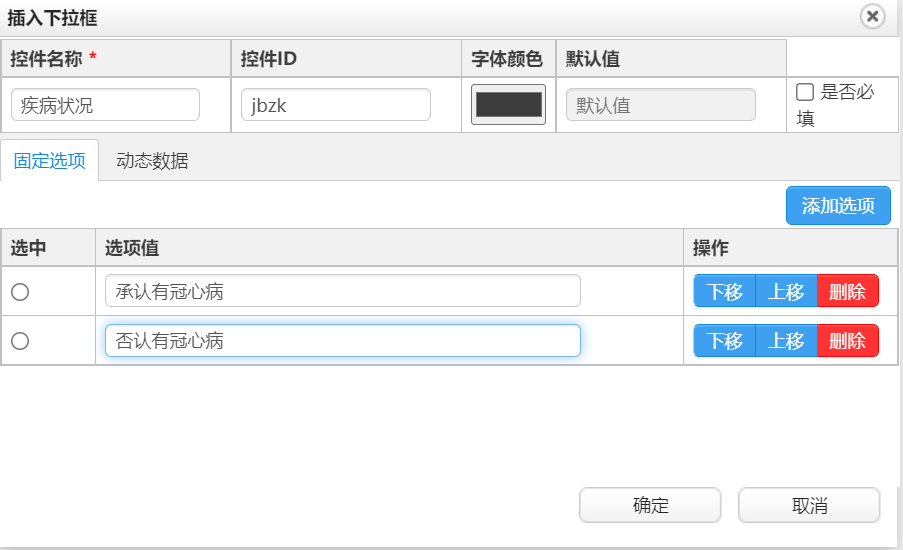 插入下拉框
控件名称 * 控件ID 字体颜色 默认值
疾病状况 jbzk 默认值 是否必
填
固定选项 动态数据
添加选项
选中 选项值 操作
承认有冠心病 下移 上移 删除
否认有冠心病 下移 上移 删除
确定 取消